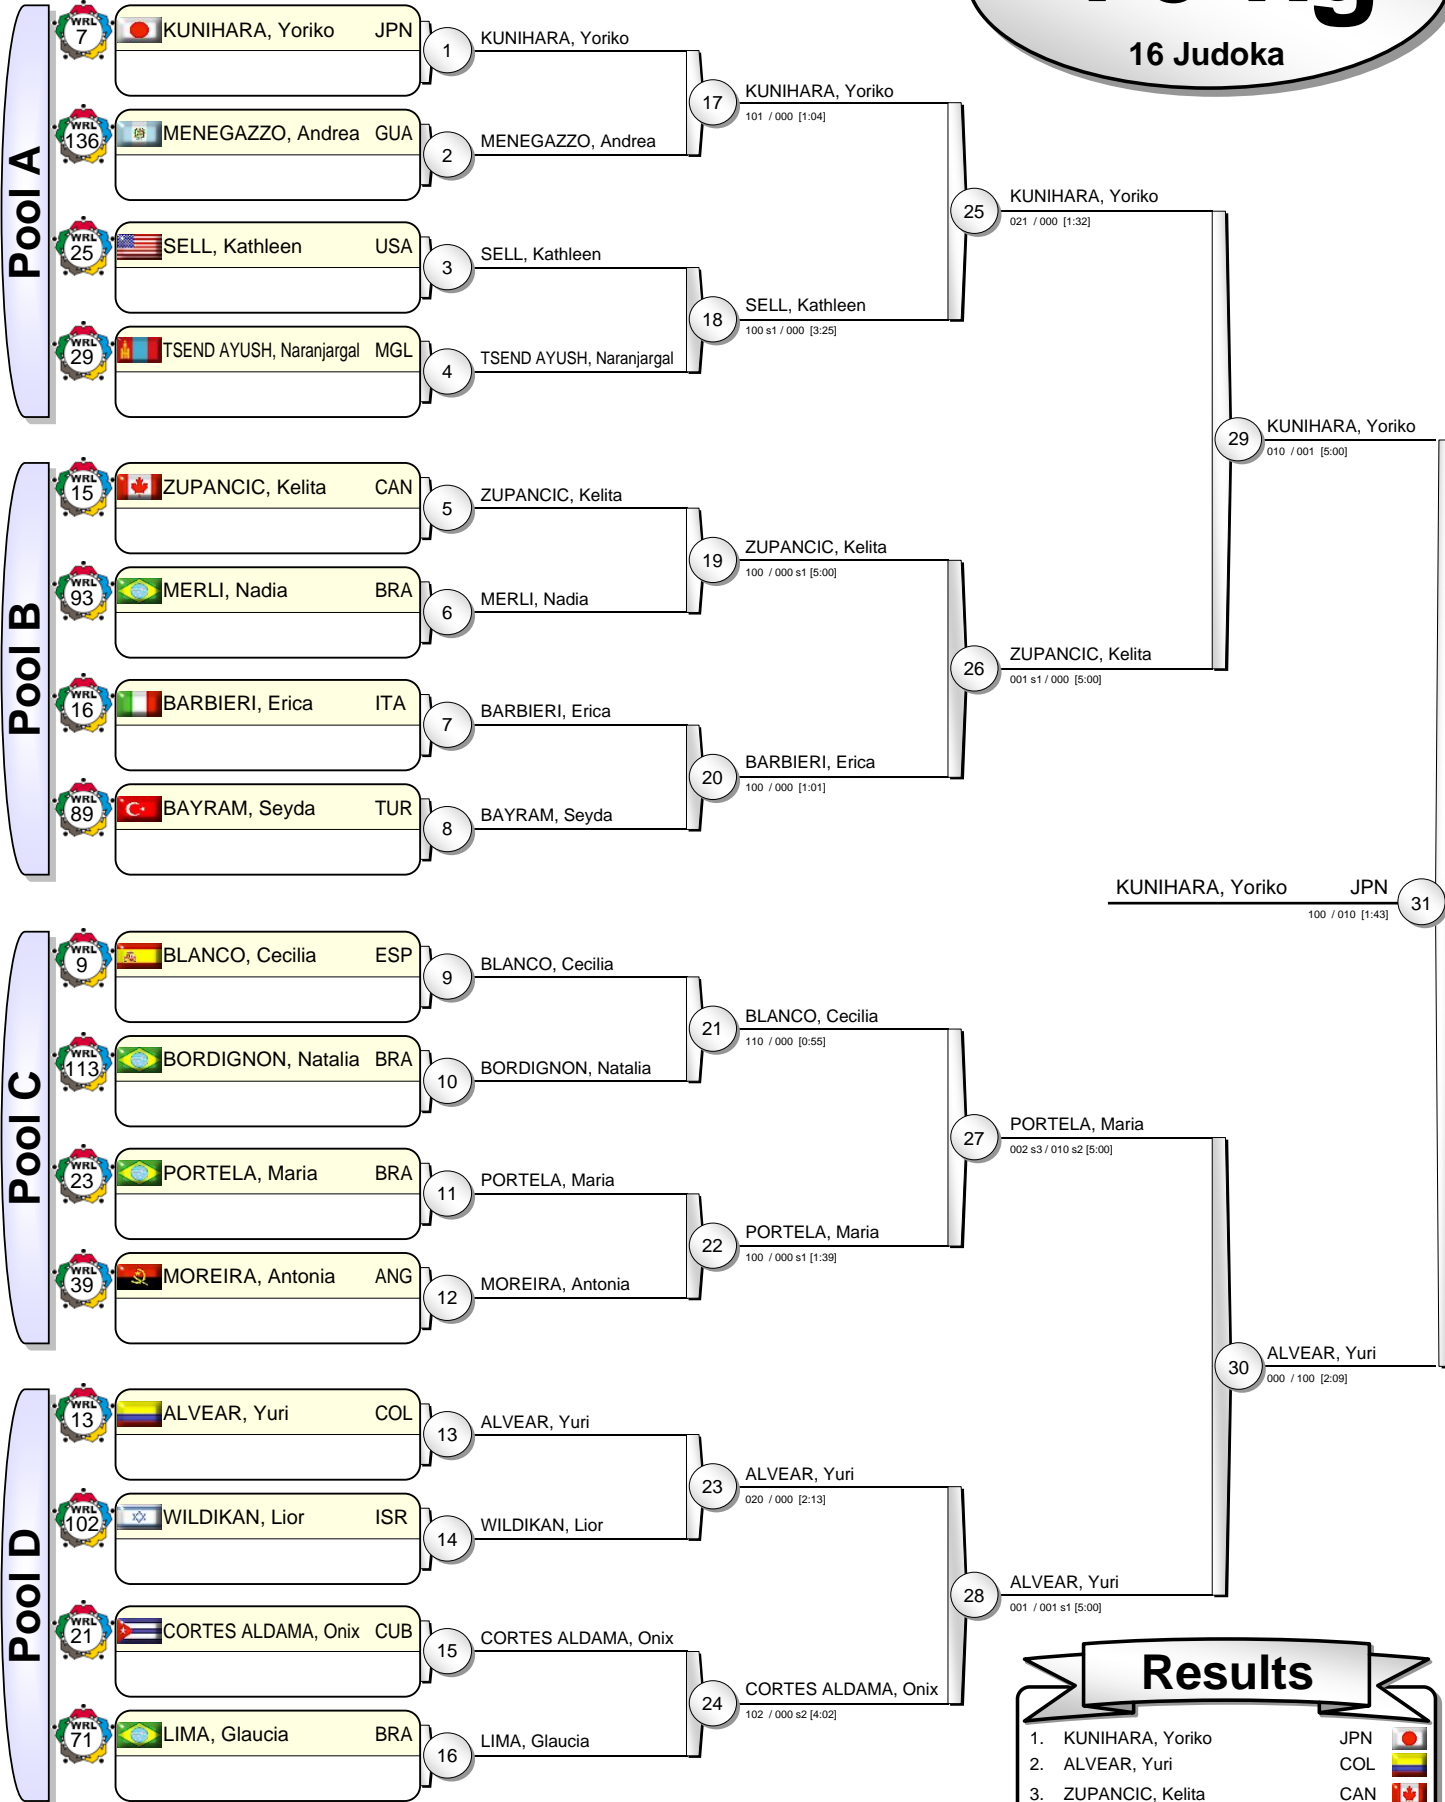 16 Judoka
Pool A
WRL 7 KUNIHARA, Yoriko JPN
WRL 136 MENEGAZZO, Andrea GUA
WRL 25 SELL, Kathleen USA
WRL 29 TSEND AYUSH, Naranjargal MGL
1 KUNIHARA, Yoriko
2 MENEGAZZO, Andrea
3 SELL, Kathleen
4 TSEND AYUSH, Naranjargal
17 KUNIHARA, Yoriko
101 / 000 [1:04]
18 SELL, Kathleen
100 s1 / 000 [3:25]
25 KUNIHARA, Yoriko
021 / 000 [1:32]
Pool B
WRL 15 ZUPANCIC, Kelita CAN
WRL 93 MERLI, Nadia BRA
WRL 16 BARBIERI, Erica ITA
WRL 89 BAYRAM, Seyda TUR
5 ZUPANCIC, Kelita
6 MERLI, Nadia
7 BARBIERI, Erica
8 BAYRAM, Seyda
19 ZUPANCIC, Kelita
100 / 000 s1 [5:00]
20 BARBIERI, Erica
100 / 000 [1:01]
26 ZUPANCIC, Kelita
001 s1 / 000 [5:00]
29 KUNIHARA, Yoriko
010 / 001 [5:00]
KUNIHARA, Yoriko JPN 31
100 / 010 [1:43]
Pool C
WRL 9 BLANCO, Cecilia ESP
WRL 113 BORDIGNON, Natalia BRA
WRL 23 PORTELA, Maria BRA
WRL 39 MOREIRA, Antonia ANG
9 BLANCO, Cecilia
10 BORDIGNON, Natalia
11 PORTELA, Maria
12 MOREIRA, Antonia
21 BLANCO, Cecilia
110 / 000 [0:55]
22 PORTELA, Maria
100 / 000 s1 [1:39]
27 PORTELA, Maria
002 s3 / 010 s2 [5:00]
Pool D
WRL 13 ALVEAR, Yuri COL
WRL 102 WILDIKAN, Lior ISR
WRL 21 CORTES ALDAMA, Onix CUB
WRL 71 LIMA, Glaucia BRA
13 ALVEAR, Yuri
14 WILDIKAN, Lior
15 CORTES ALDAMA, Onix
16 LIMA, Glaucia
23 ALVEAR, Yuri
020 / 000 [2:13]
24 CORTES ALDAMA, Onix
102 / 000 s2 [4:02]
28 ALVEAR, Yuri
001 / 001 s1 [5:00]
30 ALVEAR, Yuri
000 / 100 [2:09]
Results
1. KUNIHARA, Yoriko JPN
2. ALVEAR, Yuri COL
3. ZUPANCIC, Kelita CAN